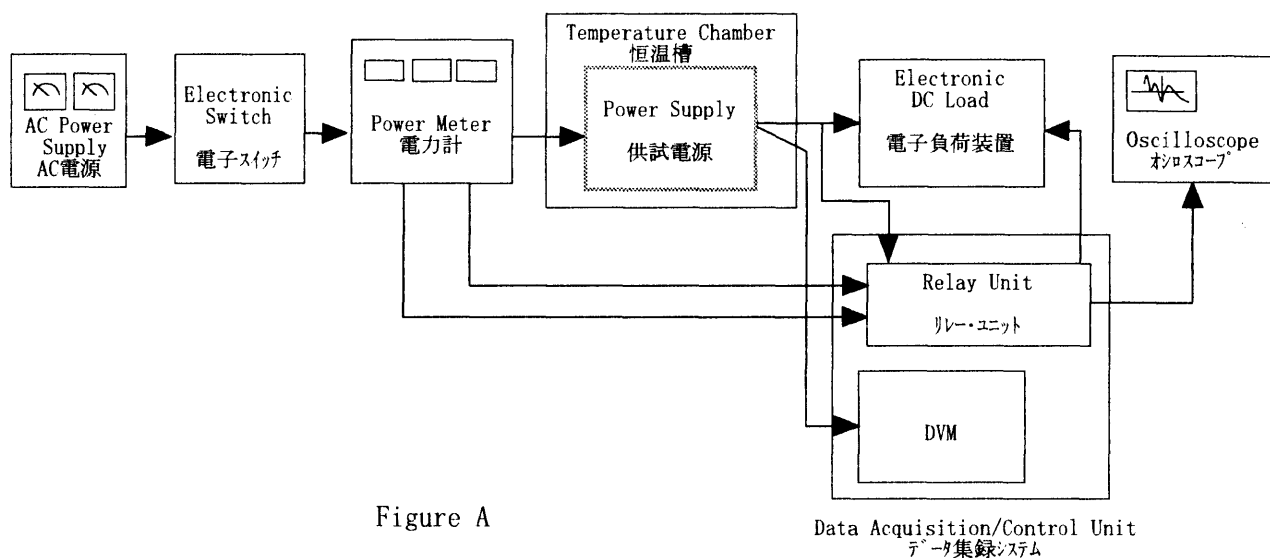 AC Power
Supply
AC電源
Electronic
Switch
電子スイッチ
Power Meter
電力計
Temperature Chamber
恒温槽
Power Supply
供試電源
Electronic
DC Load
電子負荷装置
Oscilloscope
オシロスコープ
Relay Unit
リレー・ユニット
DVM
Data Acquisition/Control Unit
データ集録システム
Figure A